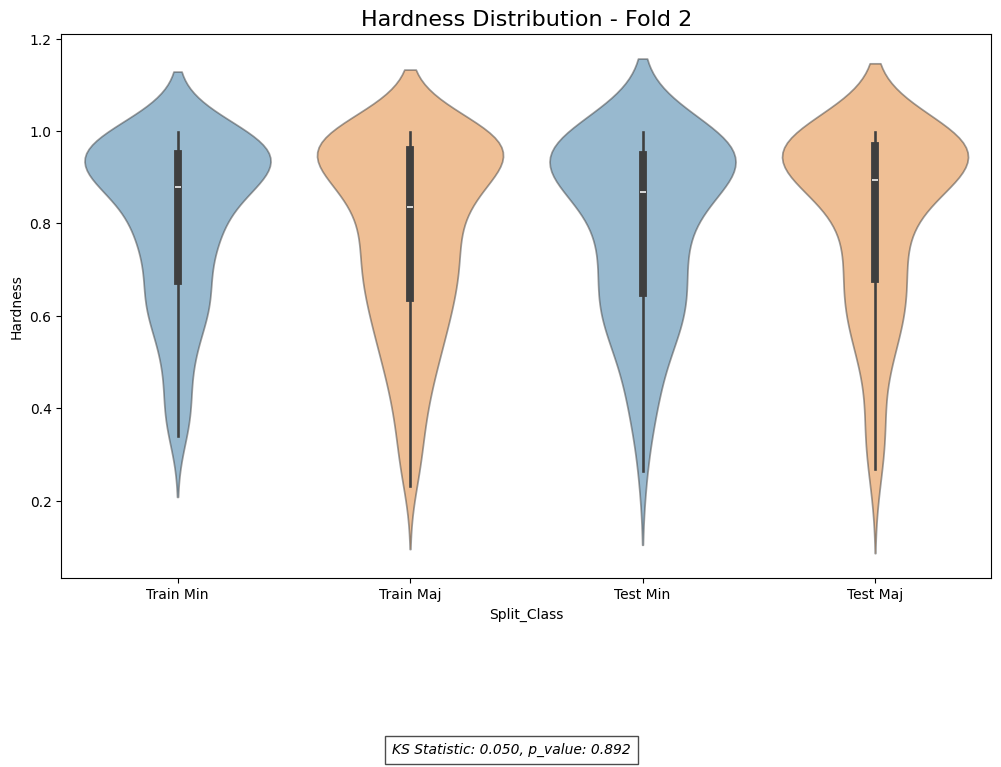 Hardness Distribution - Fold 2
1.2
1.0
0.8
0.6
0.4
0.2
Hardness
Train Min
Train Maj
Test Min
Test Maj
Split_Class
KS Statistic: 0.050, p_value: 0.892